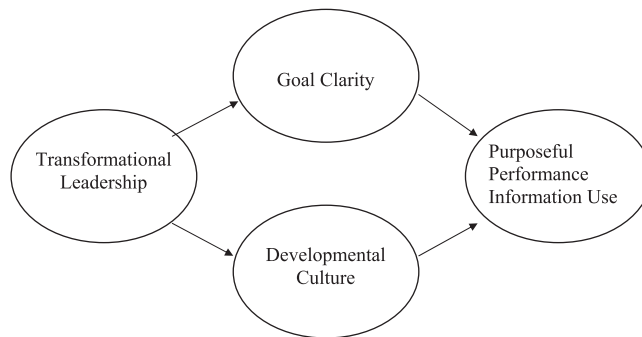 Goal Clarity
Transformational
Leadership
Purposeful
Performance
Information Use
Developmental
Culture